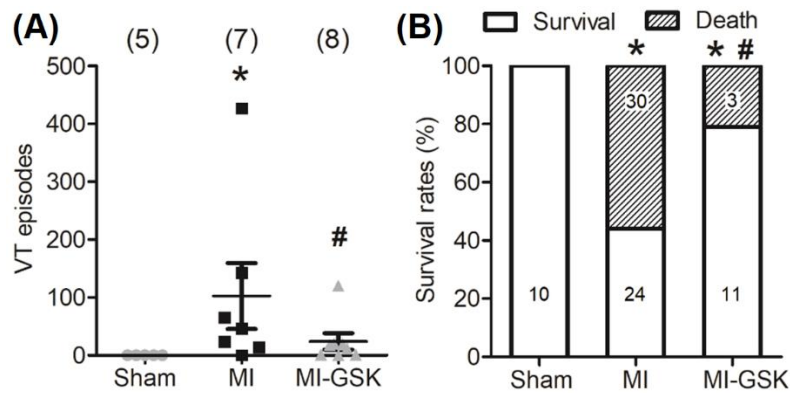 (A)
(5) (7) (8)
VT episodes
500
400
300
200
100
0
*
#
Sham MI MI-GSK
(B)
Survival Death
Survival rates (%)
100
80
60
40
20
0
* * #
30 3
10 24 11
Sham MI MI-GSK